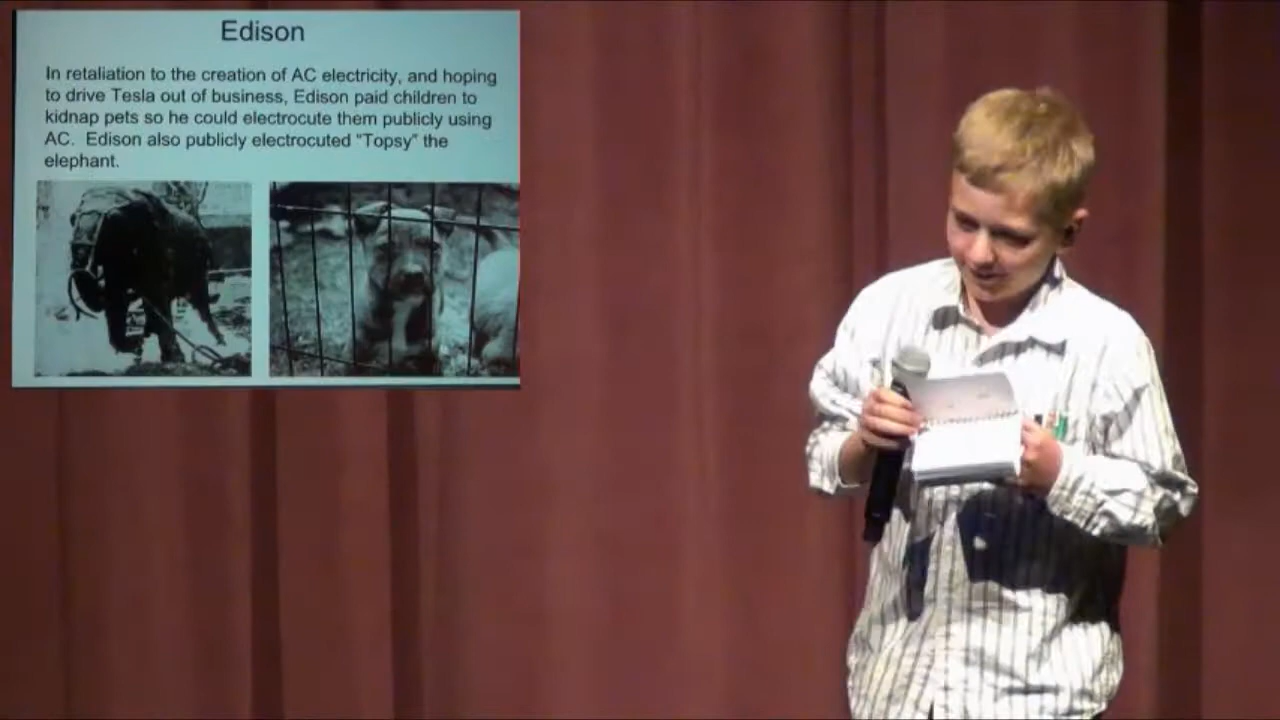 Edison
In retaliation to the creation of AC electricity, and hoping
to drive Tesla out of business, Edison paid children to
kidnap pets so he could electrocute them publicly using
AC.  Edison also publicly electrocuted "Topsy" the
elephant.